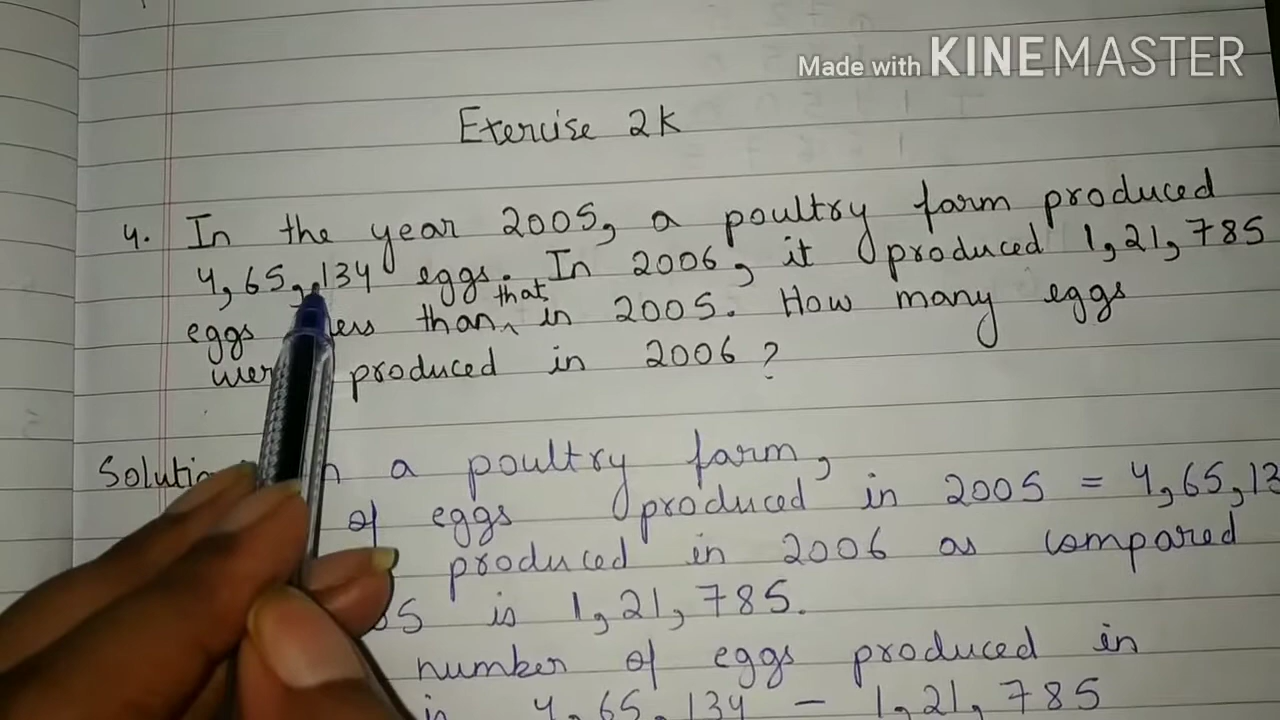 Made with KINEMASTER
Exercise 2K
4. In the year 2005, a poultry farm produced
4,65,134 eggs. In 2006, it produced 1,21,785
that
eggs less than ^ in 2005. How many eggs
were produced in 2006?
a poultry farm,
of eggs produced in 2005 = 4,65,13
produced in 2006 as compared
is 1,21,785.
number of eggs produced in
in 4,65,134 - 1,21,785